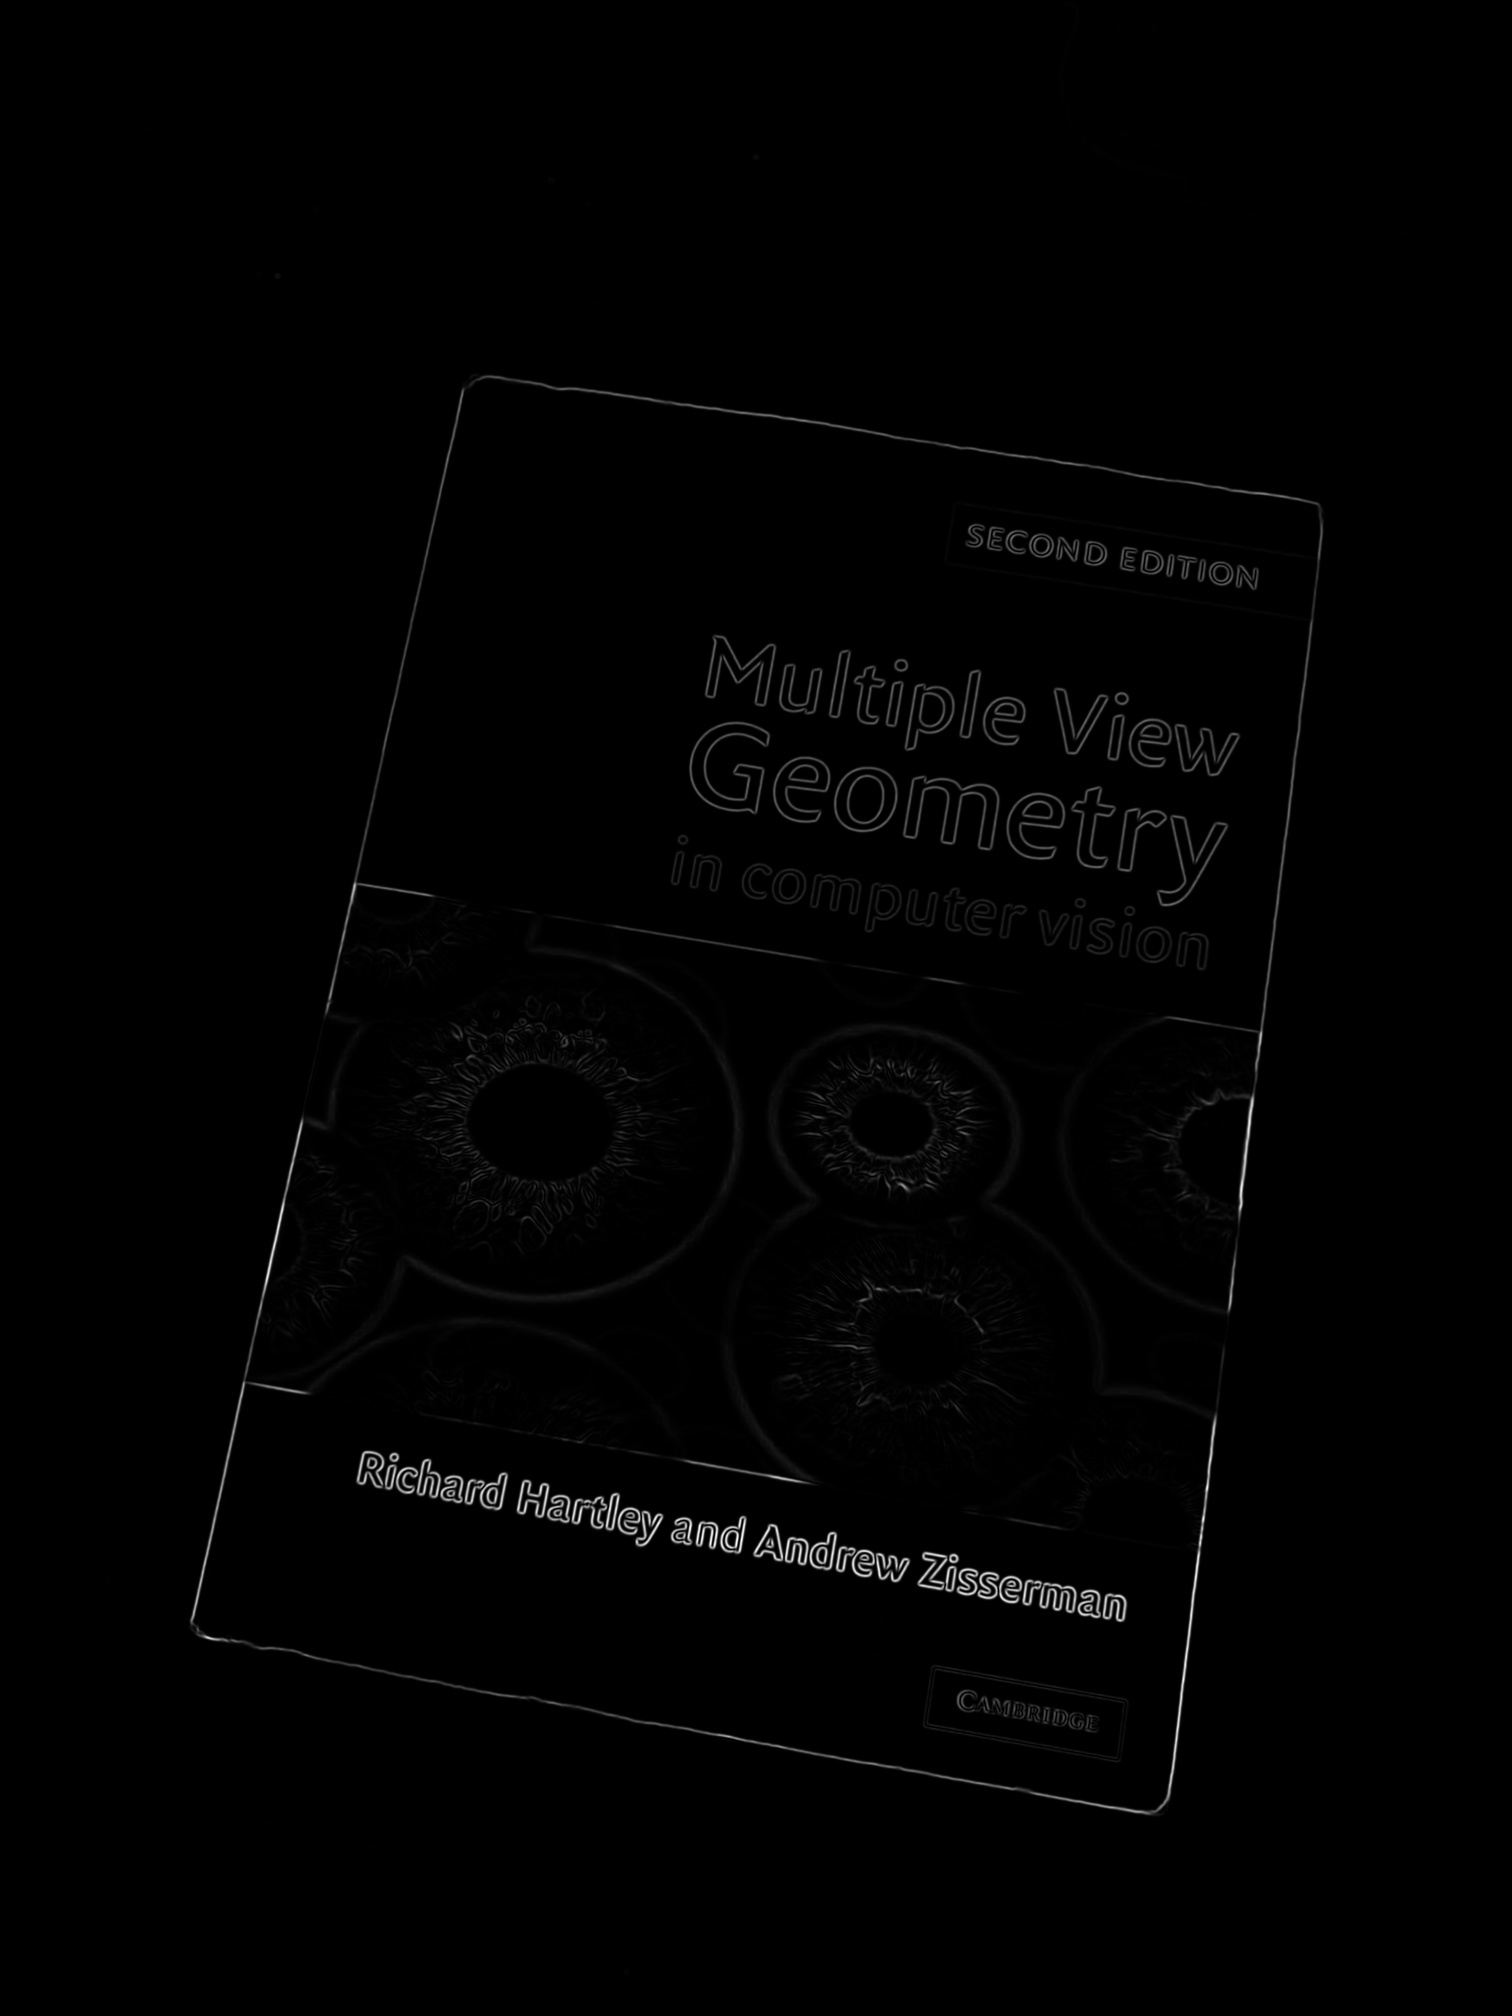 SECOND EDITION
Multiple View
Geometry
in computer vision
Richard Hartley and Andrew Zisserman
CAMBRIDGE